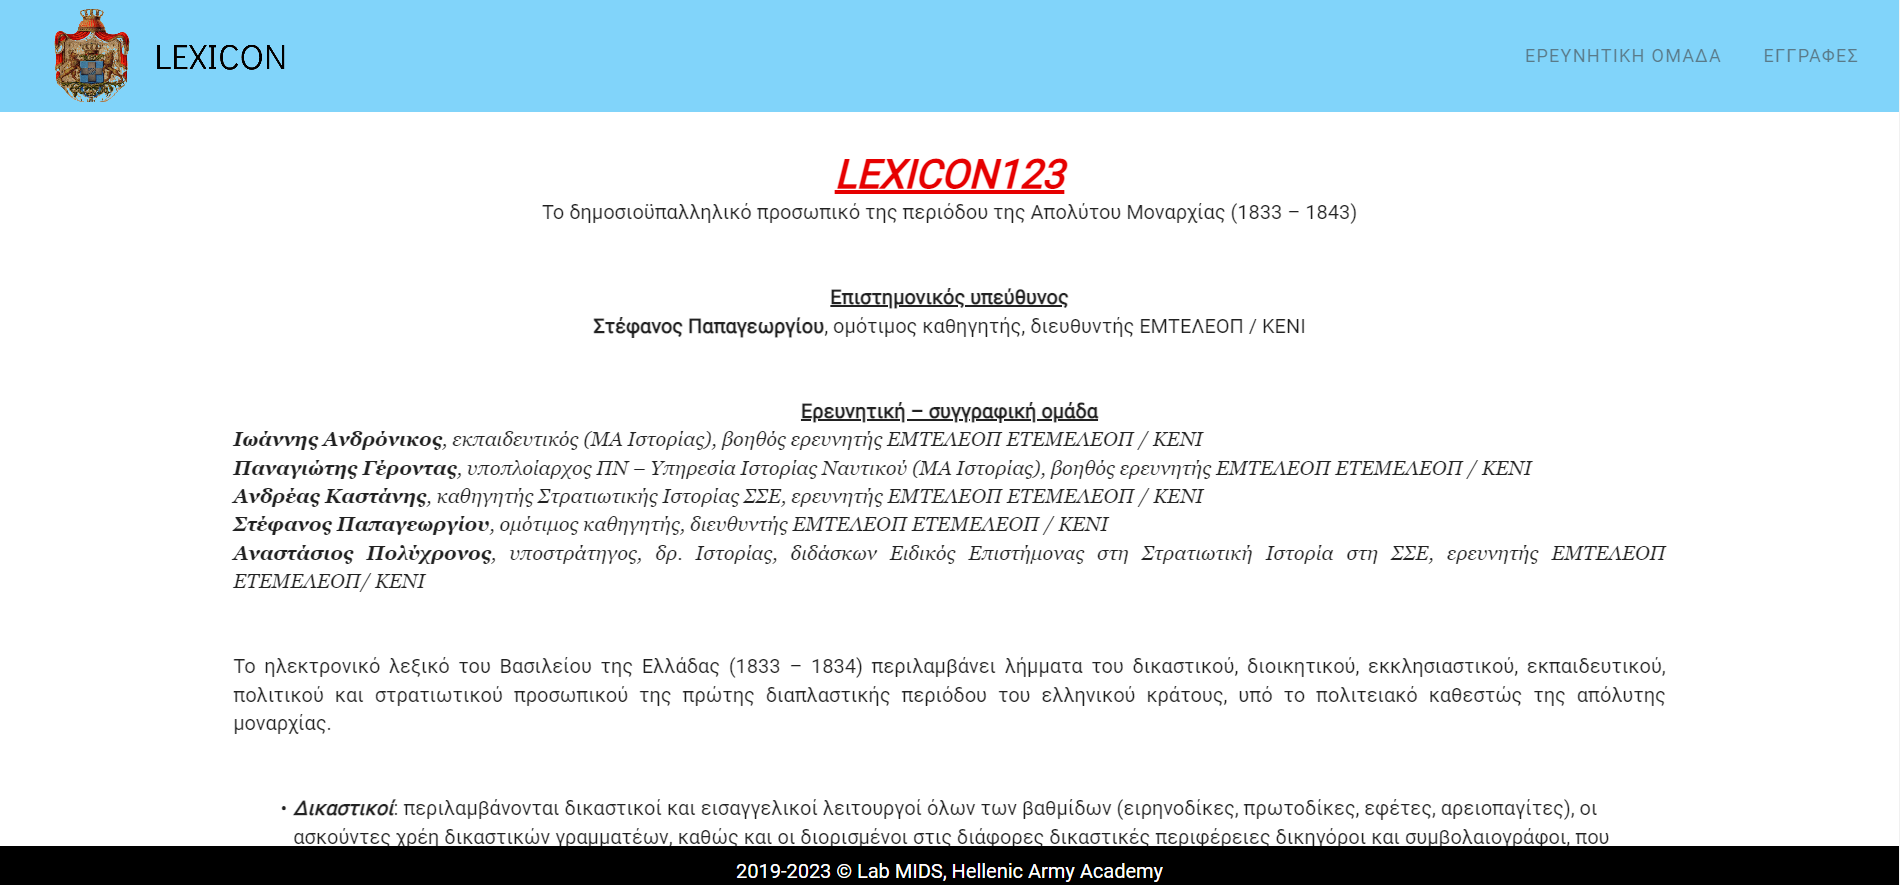 LEXICON
ΕΡΕΥΝΗΤΙΚΗ ΟΜΑΔΑ
ΕΓΓΡΑΦΕΣ
LEXICON123
Το δημοσιοϋπαλληλικό προσωπικό της περιόδου της Απολύτου Μοναρχίας (1833 – 1843)
Επιστημονικός υπεύθυνος
Στέφανος Παπαγεωργίου, ομότιμος καθηγητής, διευθυντής ΕΜΤΕΛΕΟΠ / ΚΕΝΙ
Ερευνητική – συγγραφική ομάδα
Ιωάννης Ανδρόνικος, εκπαιδευτικός (ΜΑ Ιστορίας), βοηθός ερευνητής ΕΜΤΕΛΕΟΠ ΕΤΕΜΕΛΕΟΠ / ΚΕΝΙ
Παναγιώτης Γέροντας, υποπλοίαρχος ΠΝ – Υπηρεσία Ιστορίας Ναυτικού (ΜΑ Ιστορίας), βοηθός ερευνητής ΕΜΤΕΛΕΟΠ ΕΤΕΜΕΛΕΟΠ / ΚΕΝΙ
Ανδρέας Καστάνης, καθηγητής Στρατιωτικής Ιστορίας ΣΣΕ, ερευνητής ΕΜΤΕΛΕΟΠ ΕΤΕΜΕΛΕΟΠ / ΚΕΝΙ
Στέφανος Παπαγεωργίου, ομότιμος καθηγητής, διευθυντής ΕΜΤΕΛΕΟΠ ΕΤΕΜΕΛΕΟΠ / ΚΕΝΙ
Αναστάσιος Πολύχρονος, υποστράτηγος, δρ. Ιστορίας, διδάσκων Ειδικός Επιστήμονας στη Στρατιωτική Ιστορία στη ΣΣΕ, ερευνητής ΕΜΤΕΛΕΟΠ
ΕΤΕΜΕΛΕΟΠ/ ΚΕΝΙ
Το ηλεκτρονικό λεξικό του Βασιλείου της Ελλάδας (1833 – 1834) περιλαμβάνει λήμματα του δικαστικού, διοικητικού, εκκλησιαστικού, εκπαιδευτικού,
πολιτικού και στρατιωτικού προσωπικού της πρώτης διαπλαστικής περιόδου του ελληνικού κράτους, υπό το πολιτειακό καθεστώς της απόλυτης
μοναρχίας.
• Δικαστικοί: περιλαμβάνονται δικαστικοί και εισαγγελικοί λειτουργοί όλων των βαθμίδων (ειρηνοδίκες, πρωτοδίκες, εφέτες, αρειοπαγίτες), οι
ασκούντες χρέη δικαστικών γραμματέων, καθώς και οι διορισμένοι στις διάφορες δικαστικές περιφέρειες δικηγόροι και συμβολαιογράφοι, που
2019-2023 © Lab MIDS, Hellenic Army Academy